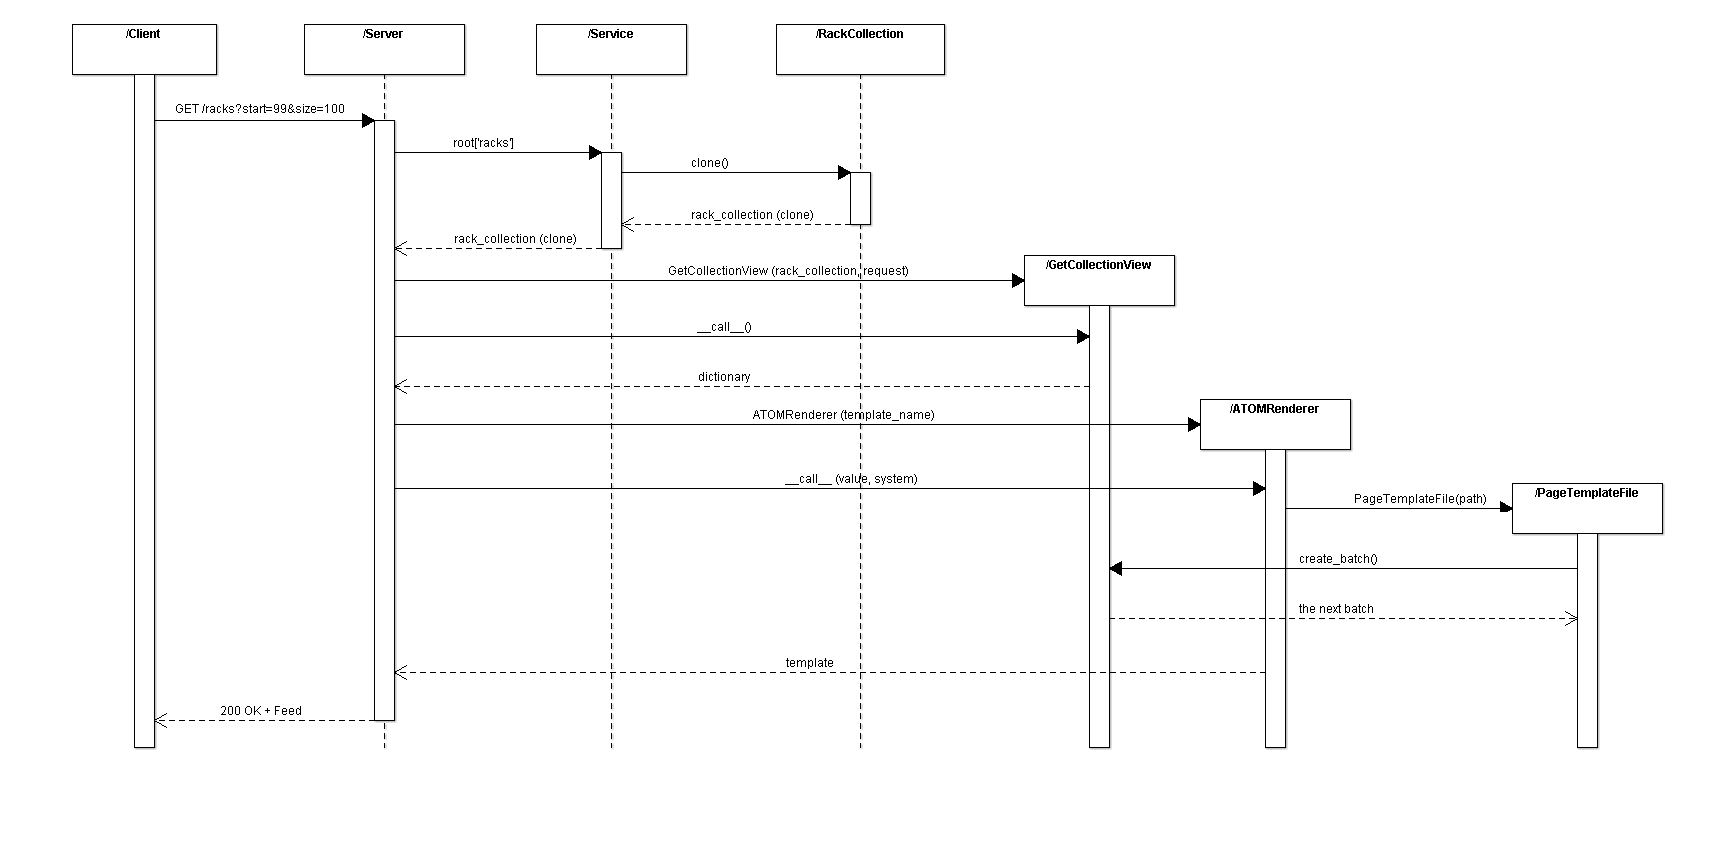 /Client
/Server
/Service
/RackCollection
GET /racks?start=99&size=100
root['racks']
clone()
rack_collection (clone)
rack_collection (clone)
/GetCollectionView
GetCollectionView (rack_collection, request)
__call__()
dictionary
/ATOMRenderer
ATOMRenderer (template_name)
__call__ (value, system)
/PageTemplateFile
PageTemplateFile(path)
create_batch()
the next batch
template
200 OK + Feed